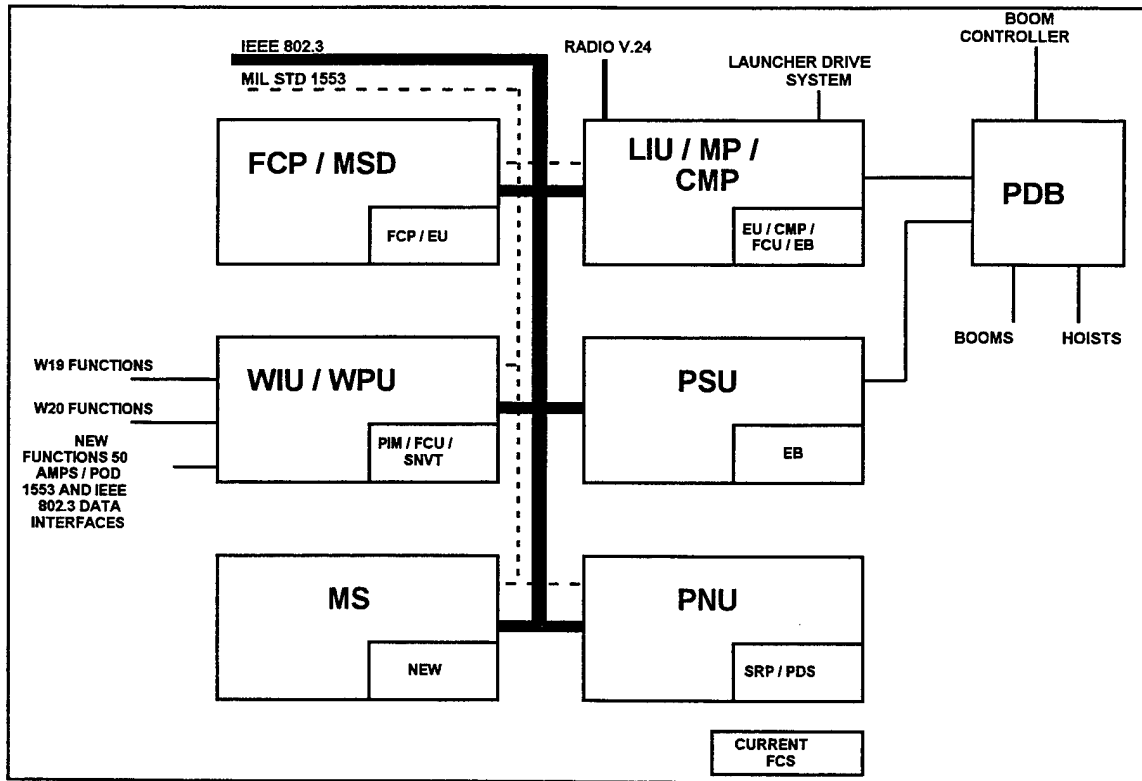 IEEE 802.3
MIL STD 1553
RADIO V.24
LAUNCHER DRIVE
SYSTEM
BOOM
CONTROLLER
FCP / MSD
FCP / EU
LIU / MP /
CMP
EU / CMP /
FCU / EB
PDB
BOOMS
HOISTS
W19 FUNCTIONS
W20 FUNCTIONS
NEW
FUNCTIONS 50
AMPS / POD
1553 AND IEEE
802.3 DATA
INTERFACES
WIU / WPU
PIM / FCU /
SNVT
PSU
EB
MS
NEW
PNU
SRP / PDS
CURRENT
FCS